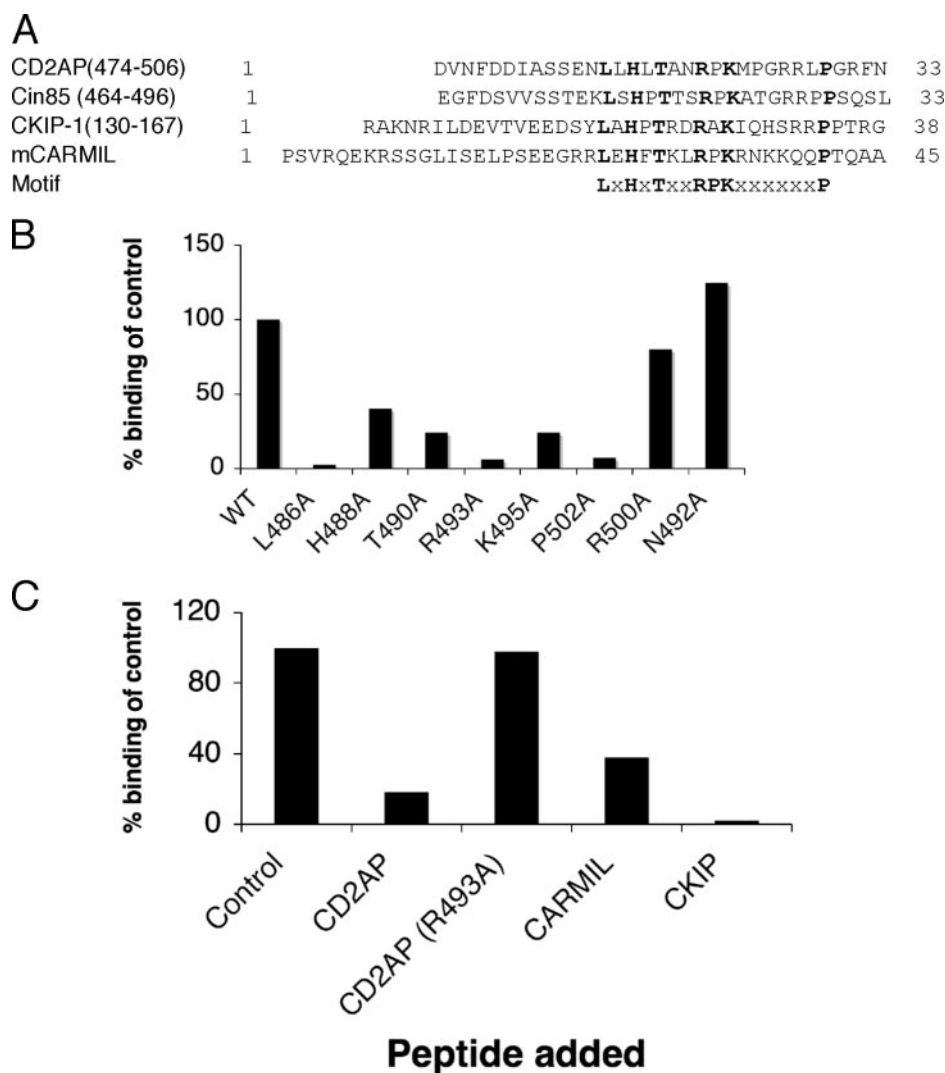 A
CD2AP(474-506) 1 DVNFDDIASSENLLHLTANRPKMPGRRLPGRFN 33
Cin85 (464-496) 1 EGFDSVVSSTEKLSHPTTSRPKATGRRPPSQSL 33
CKIP-1(130-167) 1 RAKNRILDEVTVEEDSYLAHPTRDRAKIQHSRRPPTRG 38
mCARMIL 1 PSVRQEKRSSGLISELPSEEGRRLEHFTKLRPKRNKKQQPTQAA 45
Motif LxHxTxxRPKxxxxxxP
B
% binding of control
150
100
50
0
WT L486A H488A T490A R493A K495A P502A R500A N492A
C
% binding of control
120
80
40
0
Control CD2AP CD2AP (R493A) CARMIL CKIP
Peptide added